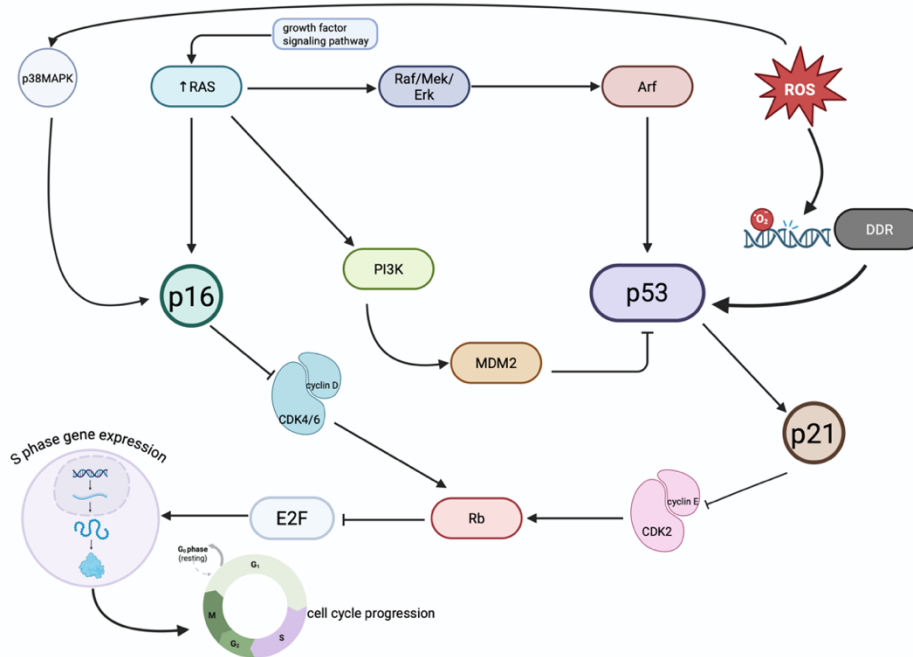 growth factor
signaling pathway
p38MAPK
↑RAS
Raf/Mek/
Erk
Arf
ROS
O₂
DDR
p16
PI3K
p53
MDM2
cyclin D
CDK4/6
p21
S phase gene expression
E2F
Rb
cyclin E
CDK2
G₀ phase
(resting)
G₁
M
G₂
S
cell cycle progression